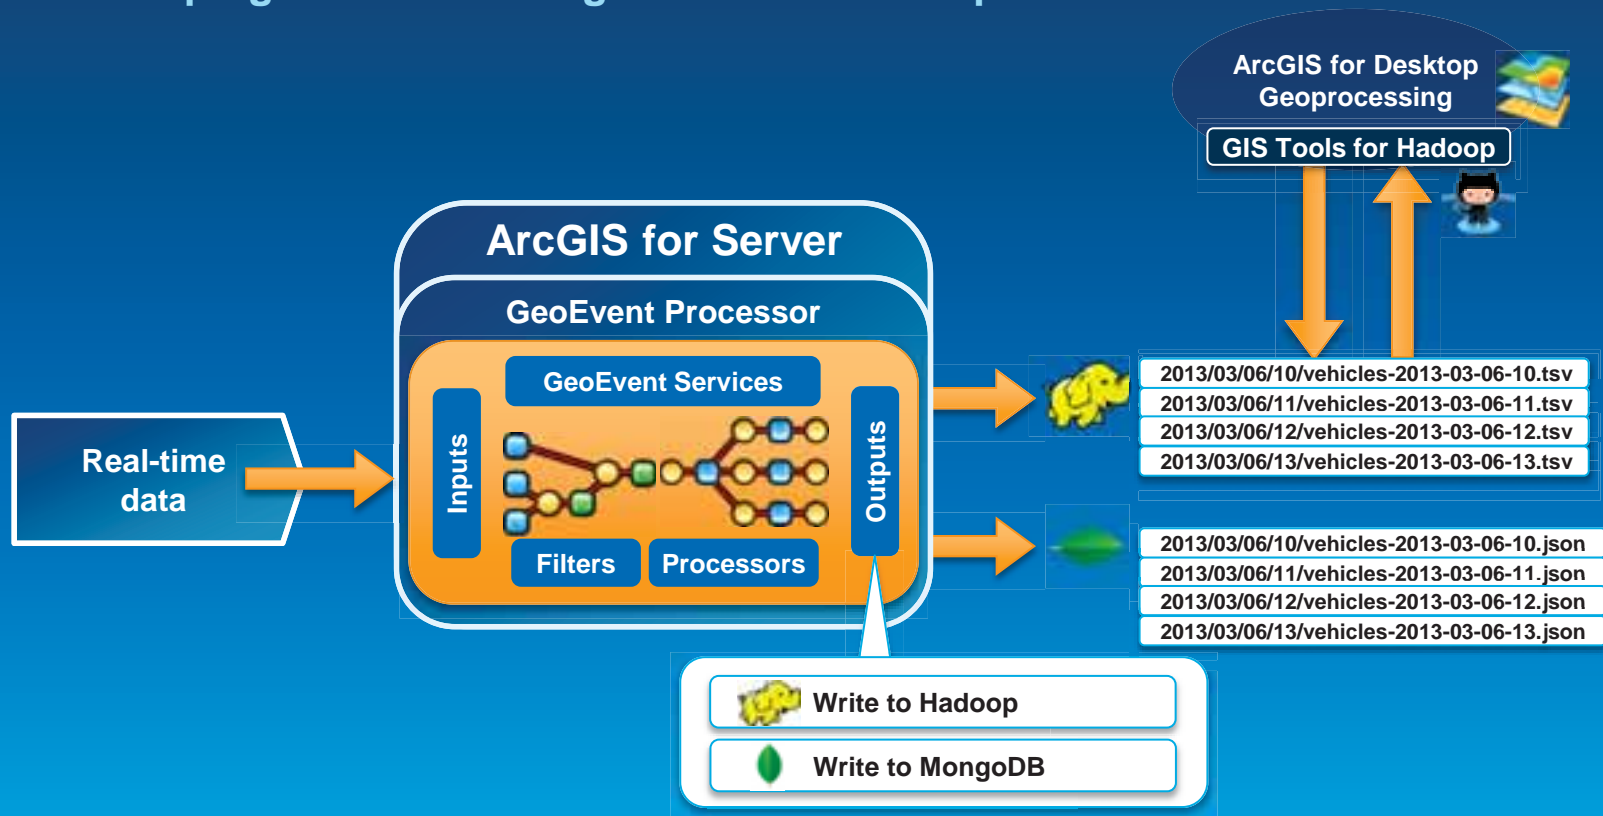 ArcGIS for Desktop
Geoprocessing
GIS Tools for Hadoop
ArcGIS for Server
GeoEvent Processor
GeoEvent Services
Inputs
Outputs
Filters
Processors
Real-time
data
2013/03/06/10/vehicles-2013-03-06-10.tsv
2013/03/06/11/vehicles-2013-03-06-11.tsv
2013/03/06/12/vehicles-2013-03-06-12.tsv
2013/03/06/13/vehicles-2013-03-06-13.tsv
2013/03/06/10/vehicles-2013-03-06-10.json
2013/03/06/11/vehicles-2013-03-06-11.json
2013/03/06/12/vehicles-2013-03-06-12.json
2013/03/06/13/vehicles-2013-03-06-13.json
Write to Hadoop
Write to MongoDB